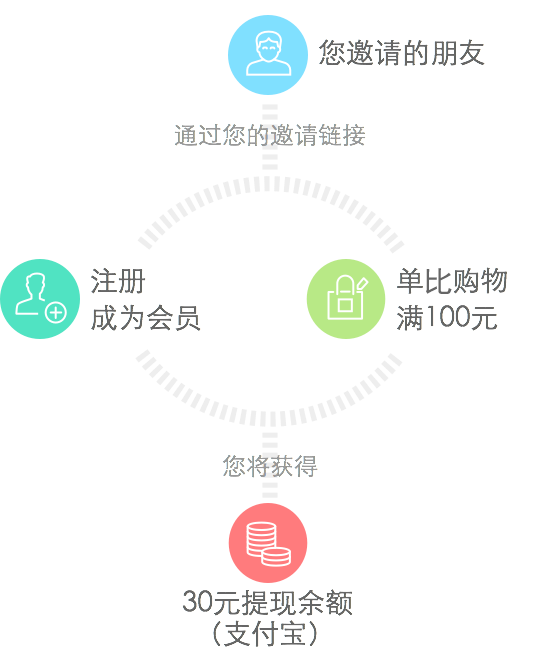 您邀请的朋友
通过您的邀请链接
注册
成为会员
单比购物
满100元
您将获得
30元提现余额
（支付宝）